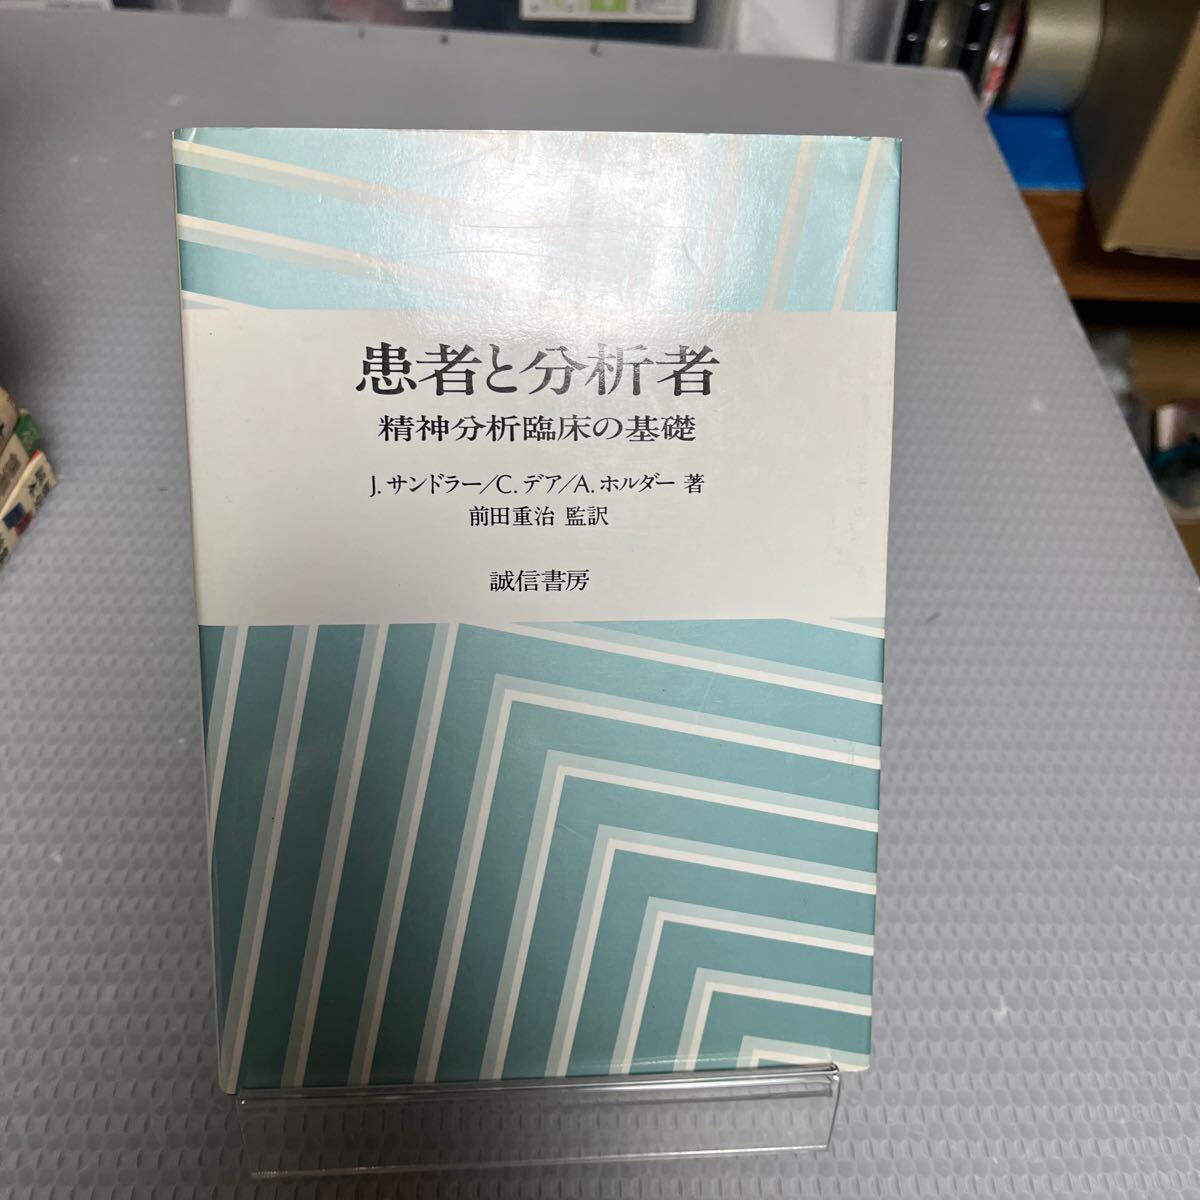 患者と分析者
精神分析臨床の基礎
J. サンドラー/C. デア/A. ホルダー 著
前田重治 監訳
誠信書房